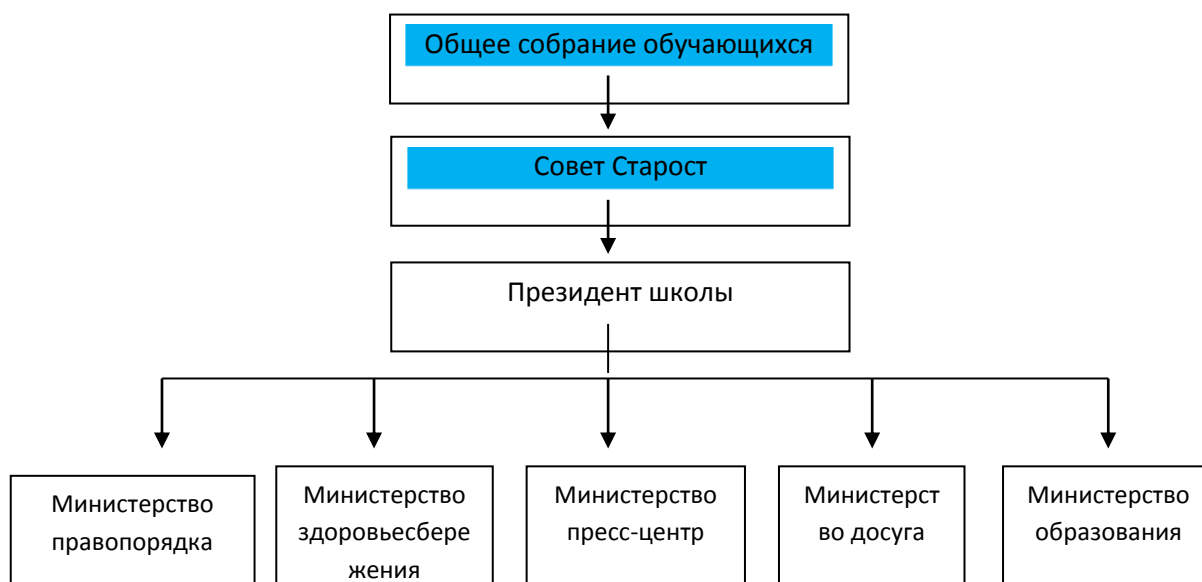 Общее собрание обучающихся
Совет Старост
Президент школы
Министерство
правопорядка
Министерство
здоровьесбере
жения
Министерство
пресс-центр
Министерст
во досуга
Министерство
образования